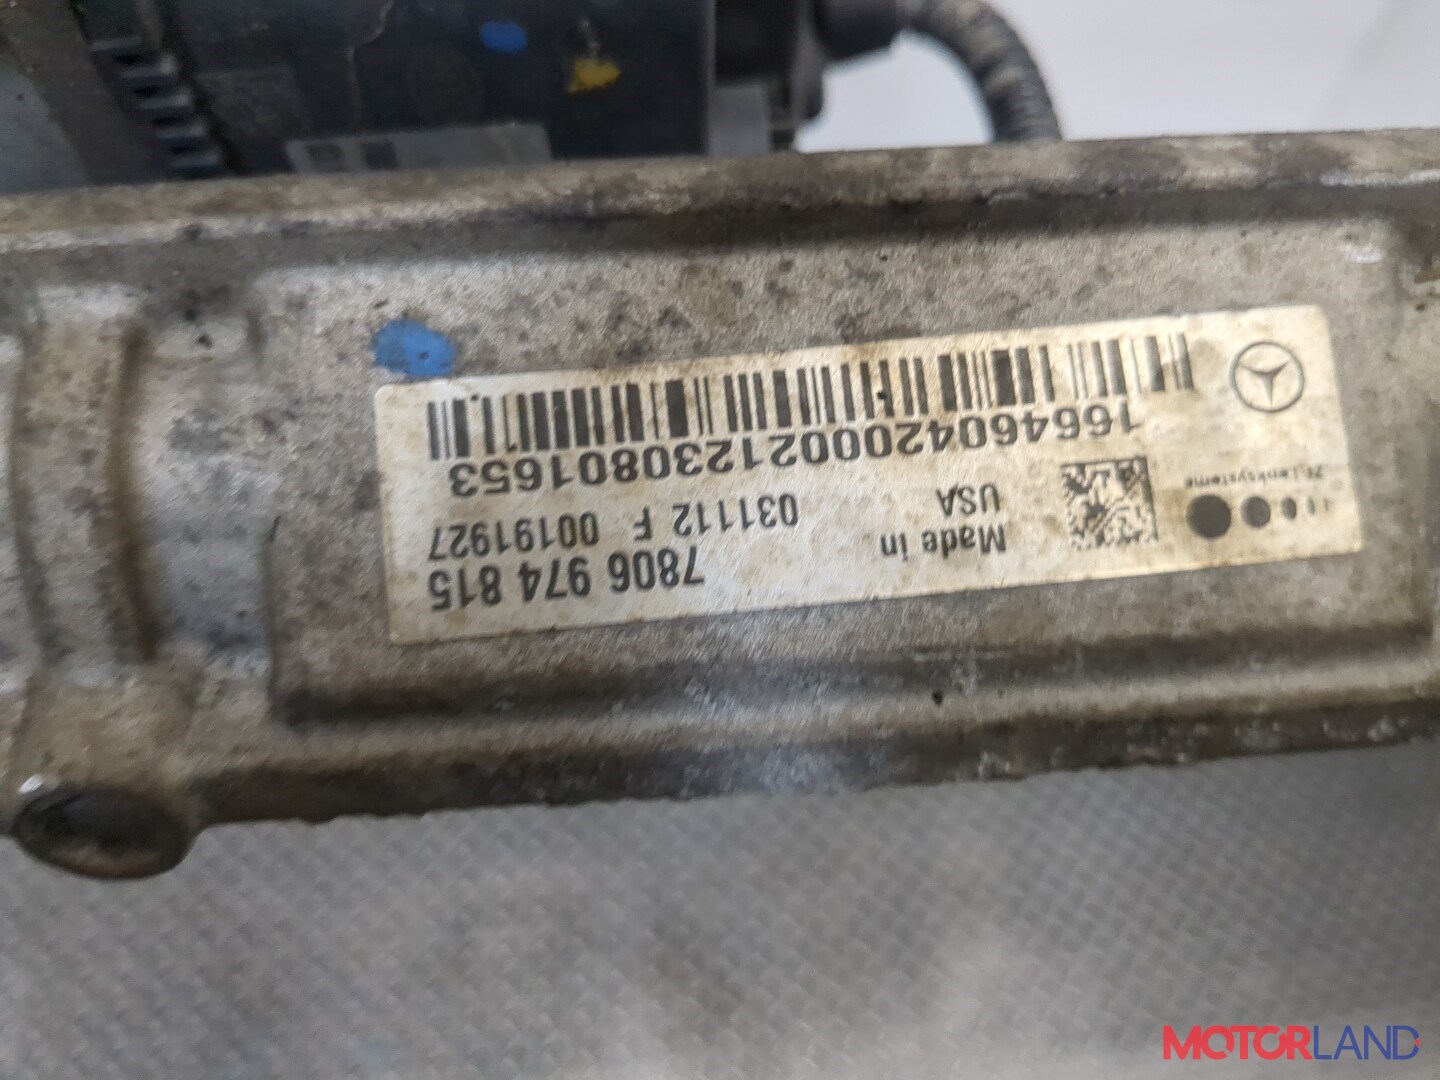 7806 974 815
Made in
USA
031112 F 00191927
ZF Lenksysteme
1664604200021230801653
MOTORLAND